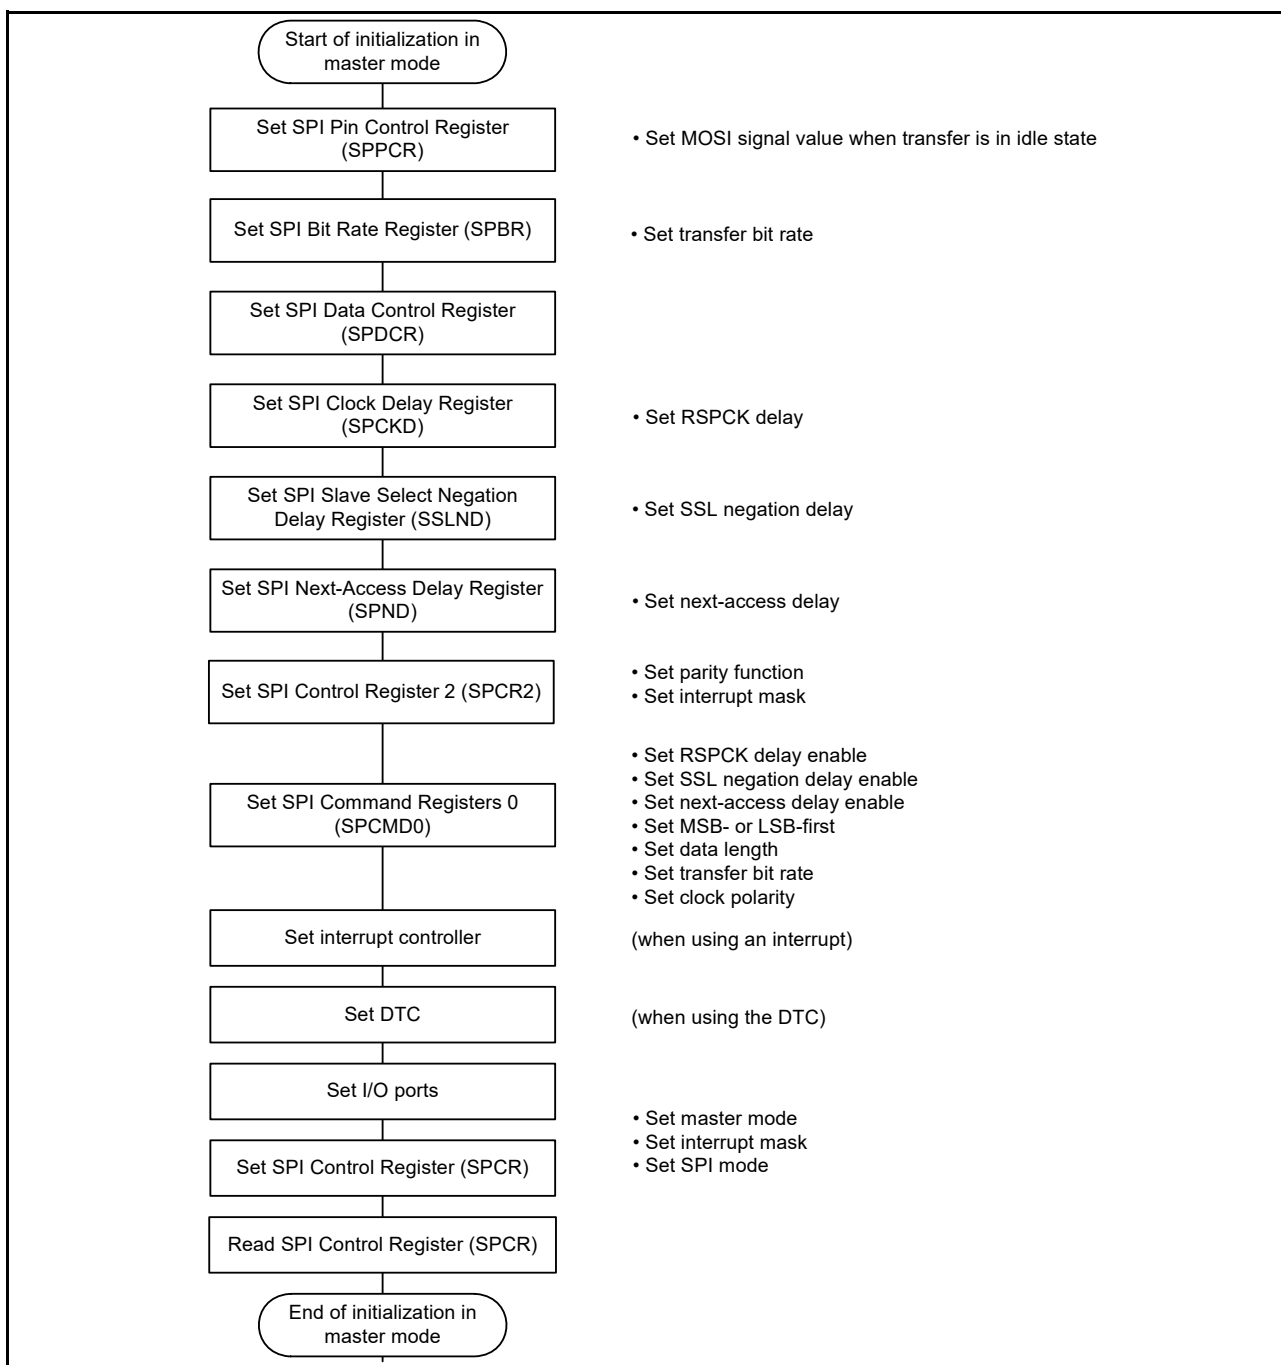 Start of initialization in
master mode
Set SPI Pin Control Register
(SPPCR)
• Set MOSI signal value when transfer is in idle state
Set SPI Bit Rate Register (SPBR)
• Set transfer bit rate
Set SPI Data Control Register
(SPDCR)
Set SPI Clock Delay Register
(SPCKD)
• Set RSPCK delay
Set SPI Slave Select Negation
Delay Register (SSLND)
• Set SSL negation delay
Set SPI Next-Access Delay Register
(SPND)
• Set next-access delay
Set SPI Control Register 2 (SPCR2)
• Set parity function
• Set interrupt mask
Set SPI Command Registers 0
(SPCMD0)
• Set RSPCK delay enable
• Set SSL negation delay enable
• Set next-access delay enable
• Set MSB- or LSB-first
• Set data length
• Set transfer bit rate
• Set clock polarity
Set interrupt controller
(when using an interrupt)
Set DTC
(when using the DTC)
Set I/O ports
Set SPI Control Register (SPCR)
• Set master mode
• Set interrupt mask
• Set SPI mode
Read SPI Control Register (SPCR)
End of initialization in
master mode